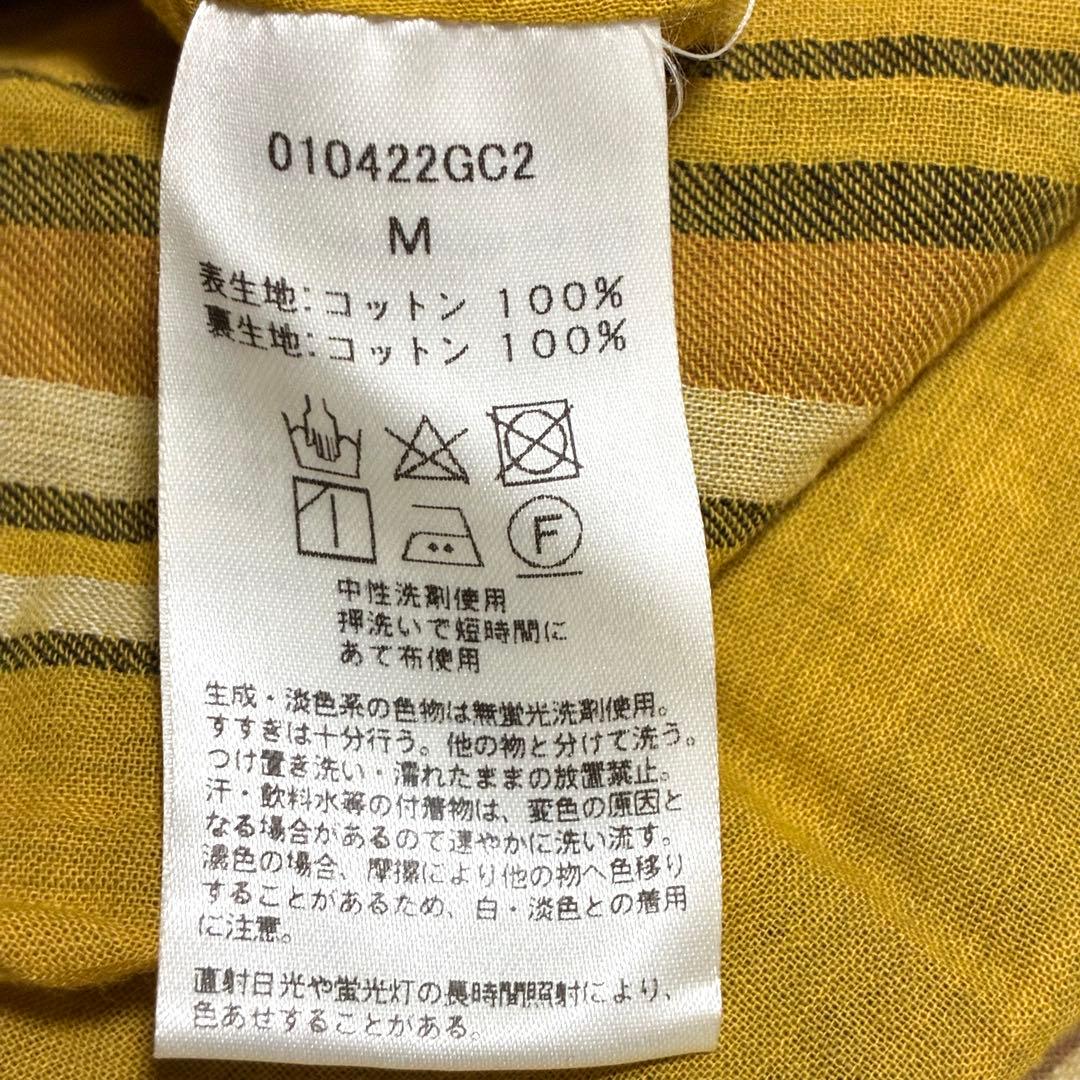 010422GC2
M
表生地:コットン 100%
裏生地:コットン 100%
F
中性洗剤使用
押洗いで短時間に
あて布使用
生成・淡色系の色物は無蛍光洗剤使用。
すすぎは十分行う。他の物と分けて洗う。
つけ置き洗い・濡れたままの放置禁止。
汗・飲料水等の付着物は、変色の原因と
なる場合があるので速やかに洗い流す。
濃色の場合、摩擦により他の物へ色移り
することがあるため、白・淡色との着用
に注意。
直射日光や蛍光灯の長時間照射により、
色あせすることがある。